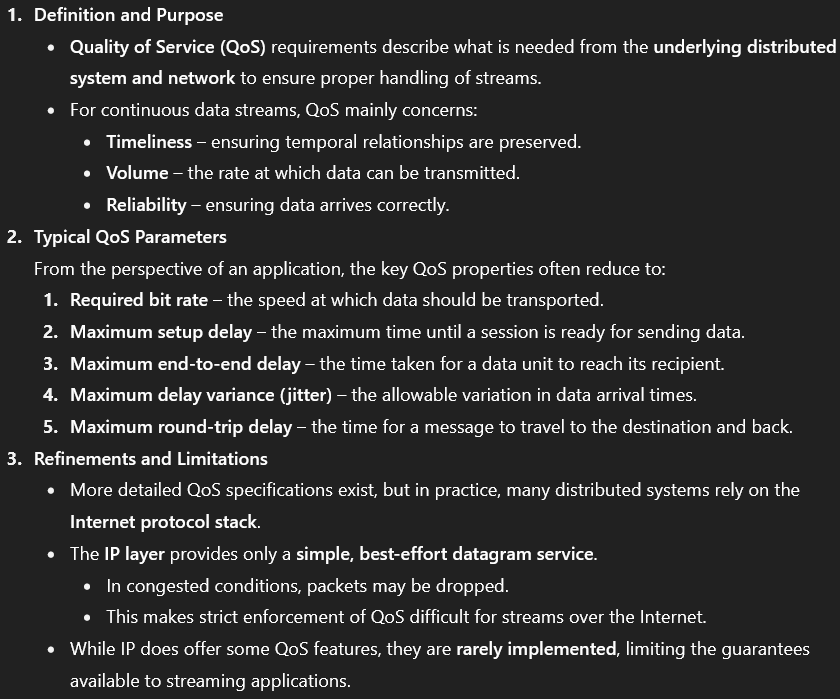 1. Definition and Purpose
• Quality of Service (QoS) requirements describe what is needed from the underlying distributed
system and network to ensure proper handling of streams.
• For continuous data streams, QoS mainly concerns:
• Timeliness – ensuring temporal relationships are preserved.
• Volume – the rate at which data can be transmitted.
• Reliability – ensuring data arrives correctly.
2. Typical QoS Parameters
From the perspective of an application, the key QoS properties often reduce to:
1. Required bit rate – the speed at which data should be transported.
2. Maximum setup delay – the maximum time until a session is ready for sending data.
3. Maximum end-to-end delay – the time taken for a data unit to reach its recipient.
4. Maximum delay variance (jitter) – the allowable variation in data arrival times.
5. Maximum round-trip delay – the time for a message to travel to the destination and back.
3. Refinements and Limitations
• More detailed QoS specifications exist, but in practice, many distributed systems rely on the
Internet protocol stack.
• The IP layer provides only a simple, best-effort datagram service.
• In congested conditions, packets may be dropped.
• This makes strict enforcement of QoS difficult for streams over the Internet.
• While IP does offer some QoS features, they are rarely implemented, limiting the guarantees
available to streaming applications.